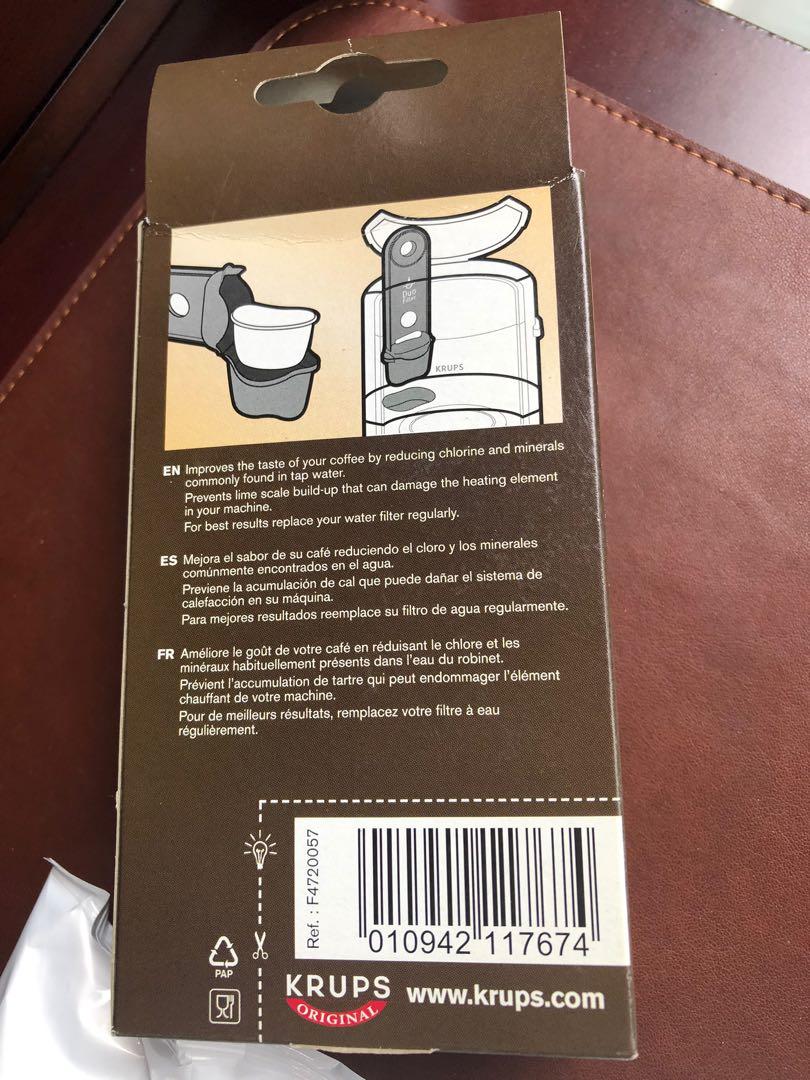 Duo
Filter
KRUPS
EN Improves the taste of your coffee by reducing chlorine and minerals
commonly found in tap water.
Prevents lime scale build-up that can damage the heating element
in your machine.
For best results replace your water filter regularly.
ES Mejora el sabor de su café reduciendo el cloro y los minerales
comúnmente encontrados en el agua.
Previene la acumulación de cal que puede dañar el sistema de
calefacción en su máquina.
Para mejores resultados reemplace su filtro de agua regularmente.
FR Améliore le goût de votre café en réduisant le chlore et les
minéraux habituellement présents dans l'eau du robinet.
Prévient l'accumulation de tartre qui peut endommager l'élément
chauffant de votre machine.
Pour de meilleurs résultats, remplacez votre filtre à eau
régulièrement.
Ref. : F4720057
010942 117674
PAP
KRUPS
ORIGINAL
www.krups.com